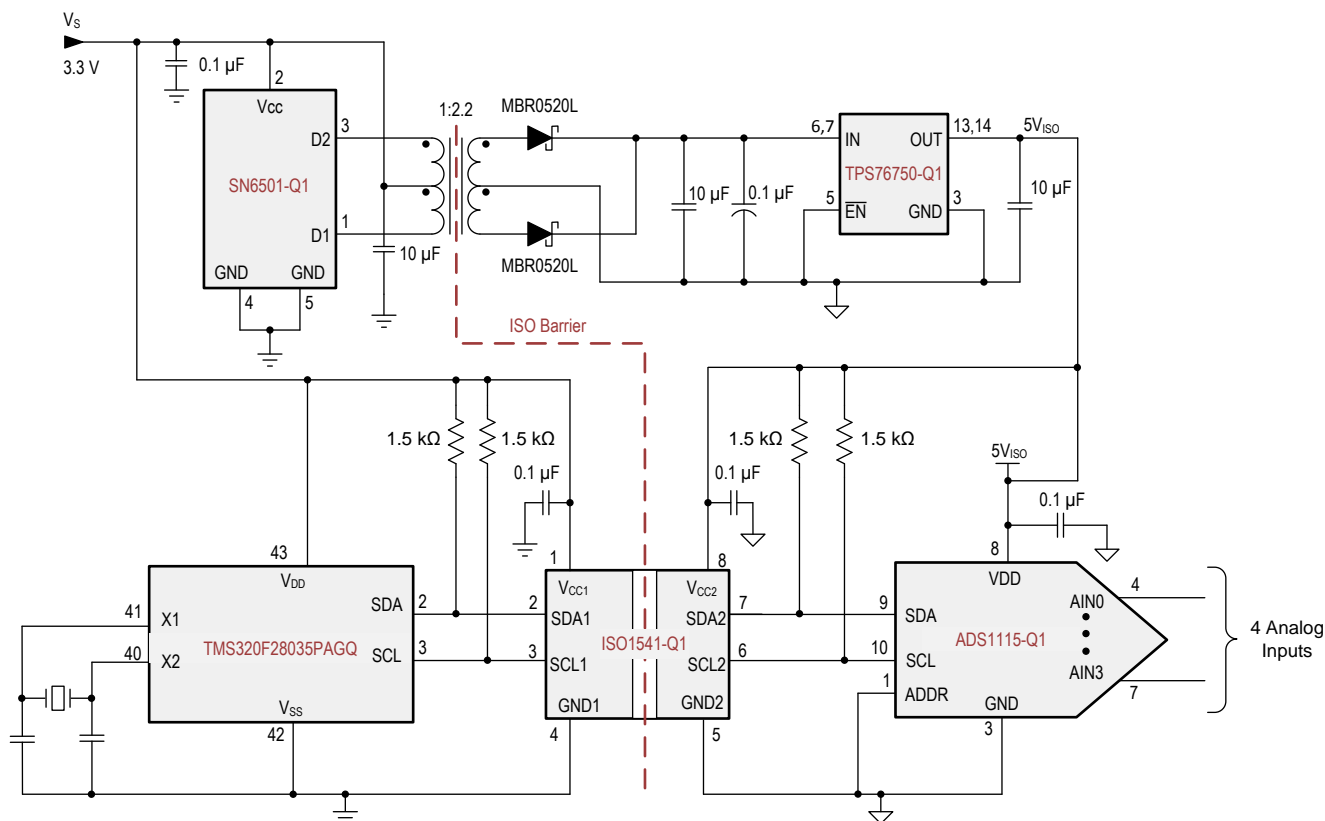 VS
3.3 V
0.1 µF
2
Vcc
D2
3
SN6501-Q1
D1
1
GND
GND
4
5
10 µF
1:2.2
MBR0520L
MBR0520L
10 µF
0.1 µF
6,7
IN
OUT
13,14
TPS76750-Q1
5
EN
GND
3
5VISO
10 µF
ISO Barrier
1.5 kΩ
1.5 kΩ
0.1 µF
1.5 kΩ
1.5 kΩ
0.1 µF
5VISO
0.1 µF
43
VDD
41
X1
40
X2
TMS320F28035PAGQ
SDA
2
SCL
3
VSS
42
1
VCC1
2
SDA1
3
SCL1
GND1
4
ISO1541-Q1
8
VCC2
SDA2
7
SCL2
6
GND2
5
8
VDD
9
SDA
10
SCL
1
ADDR
ADS1115-Q1
AIN0
4
AIN3
7
GND
3
4 Analog
Inputs